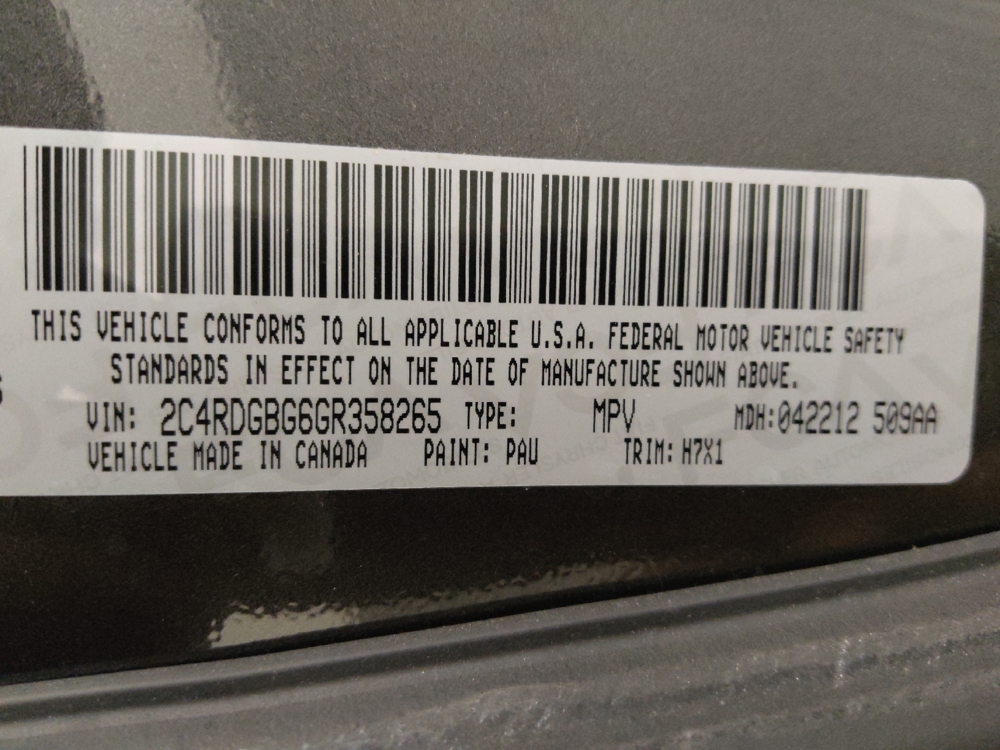 THIS VEHICLE CONFORMS TO ALL APPLICABLE U.S.A. FEDERAL MOTOR VEHICLE SAFETY
STANDARDS IN EFFECT ON THE DATE OF MANUFACTURE SHOWN ABOVE.
VIN: 2C4RDGBG6GR358265 TYPE: MPV MDH:042212 509AA
VEHICLE MADE IN CANADA PAINT: PAU TRIM: H7X1